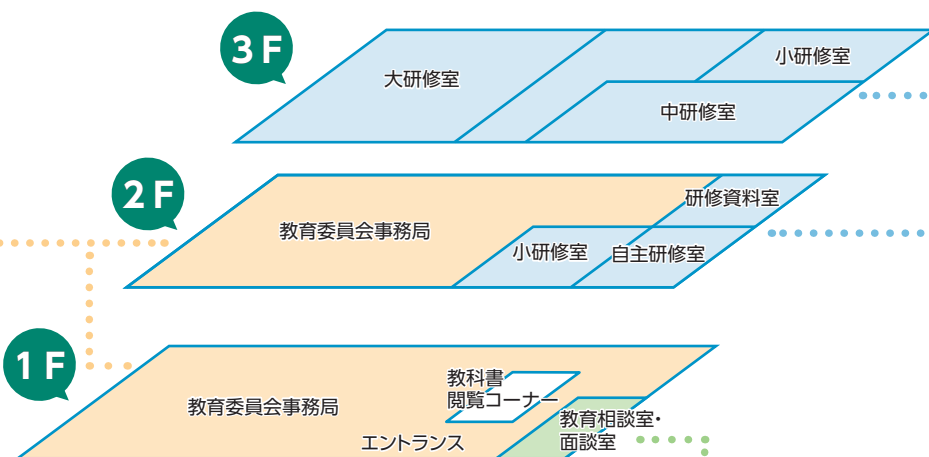 3F
大研修室
小研修室
中研修室
2F
教育委員会事務局
研修資料室
小研修室
自主研修室
1F
教育委員会事務局
教科書
閲覧コーナー
エントランス
教育相談室・
面談室